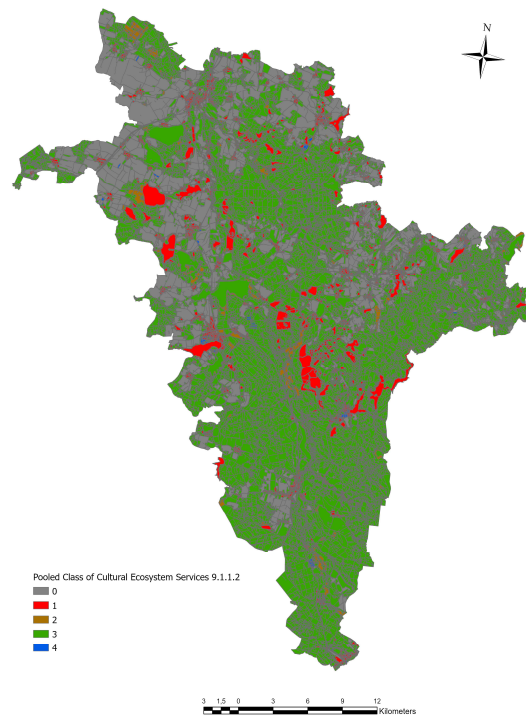 N
Pooled Class of Cultural Ecosystem Services 9.1.1.2
0
1
2
3
4
3 1,5 0 3 6 9 12
Kilometers